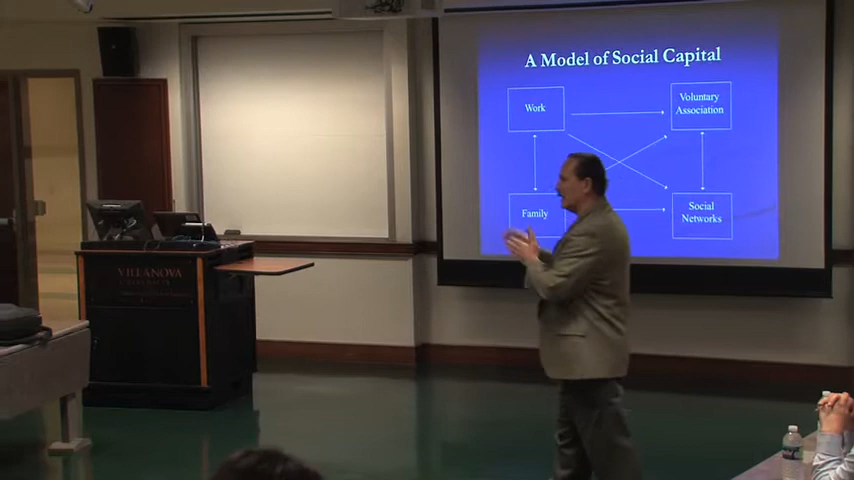 A Model of Social Capital
Work
Voluntary
Association
Family
Social
Networks
VILLANOVA